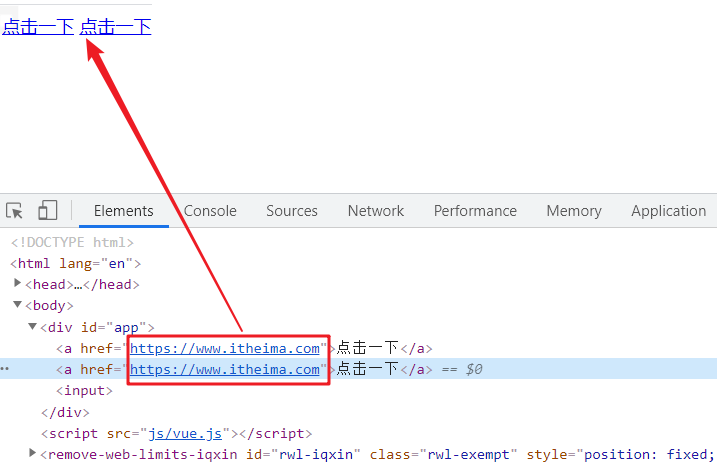 点击一下 点击一下
Elements Console Sources Network Performance Memory Application
<!DOCTYPE html>
<html lang="en">
<head>…</head>
<body>
<div id="app">
<a href="https://www.itheima.com">点击一下</a>
<a href="https://www.itheima.com">点击一下</a> == $0
<input>
</div>
<script src="js/vue.js"></script>
<remove-web-limits-iqxin id="rwl-iqxin" class="rwl-exempt" style="position: fixed;